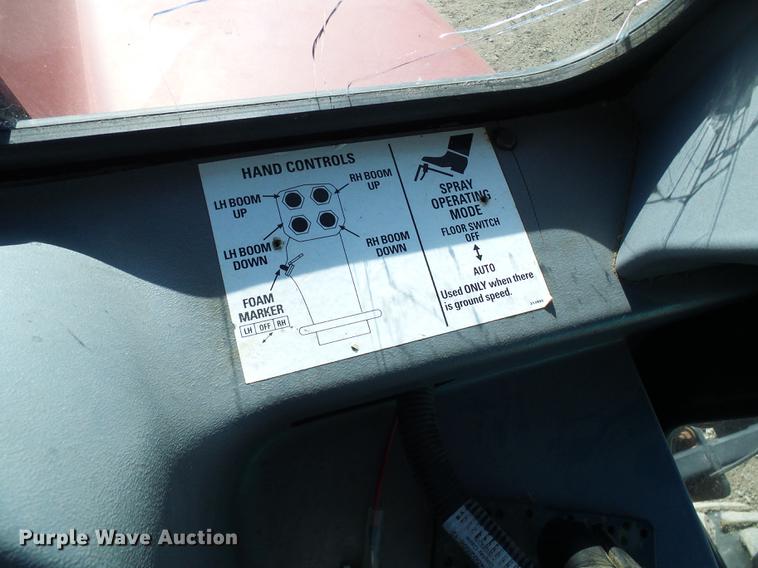 HAND CONTROLS
LH BOOM
UP
RH BOOM
UP
LH BOOM
DOWN
RH BOOM
DOWN
FOAM
MARKER
LH OFF RH
SPRAY
OPERATING
MODE
FLOOR SWITCH
OFF
AUTO
Used ONLY when there
is ground speed.
Purple Wave Auction